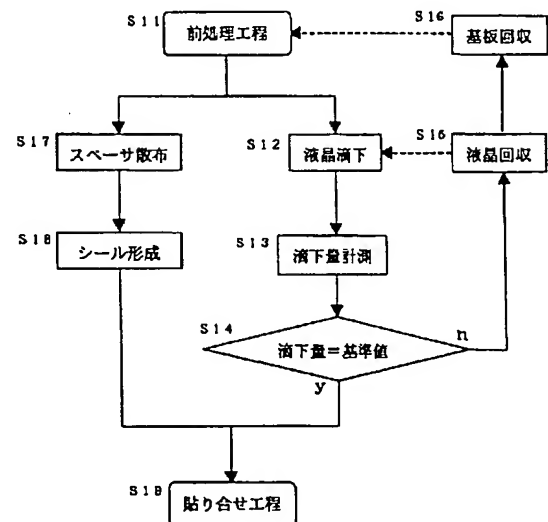 S11
前処理工程
S16
基板回収
S17
スペーサ散布
S12
液晶滴下
S15
液晶回収
S18
シール形成
S13
滴下量計測
S14
滴下量=基準値
n
y
S19
貼り合せ工程